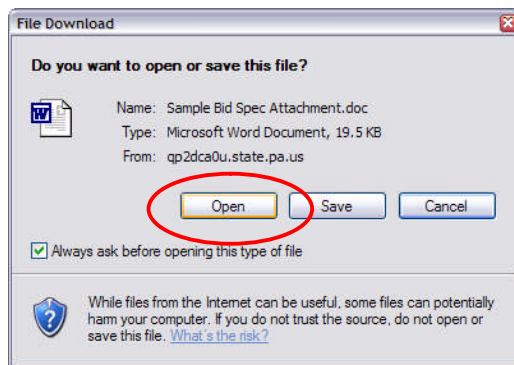 File Download
Do you want to open or save this file?
Name: Sample Bid Spec Attachment.doc
Type: Microsoft Word Document, 19.5 KB
From: qp2dca0u.state.pa.us
Open Save Cancel
Always ask before opening this type of file
While files from the Internet can be useful, some files can potentially
harm your computer. If you do not trust the source, do not open or
save this file. What's the risk?